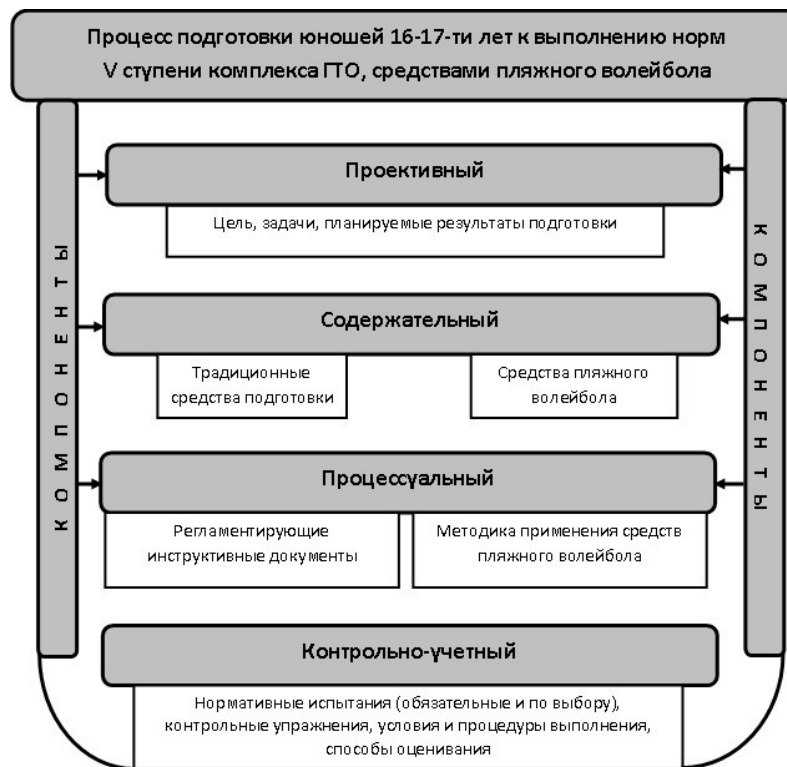 Процесс подготовки юношей 16-17-ти лет к выполнению норм
V ступени комплекса ГТО, средствами пляжного волейбола
КОМПОНЕНТЫ
Проективный
Цель, задачи, планируемые результаты подготовки
Содержательный
Традиционные
средства подготовки
Средства пляжного
волейбола
Процессуальный
Регламентирующие
инструктивные документы
Методика применения средств
пляжного волейбола
Контрольно-учетный
Нормативные испытания (обязательные и по выбору),
контрольные упражнения, условия и процедуры выполнения,
способы оценивания
КОМПОНЕНТЫ